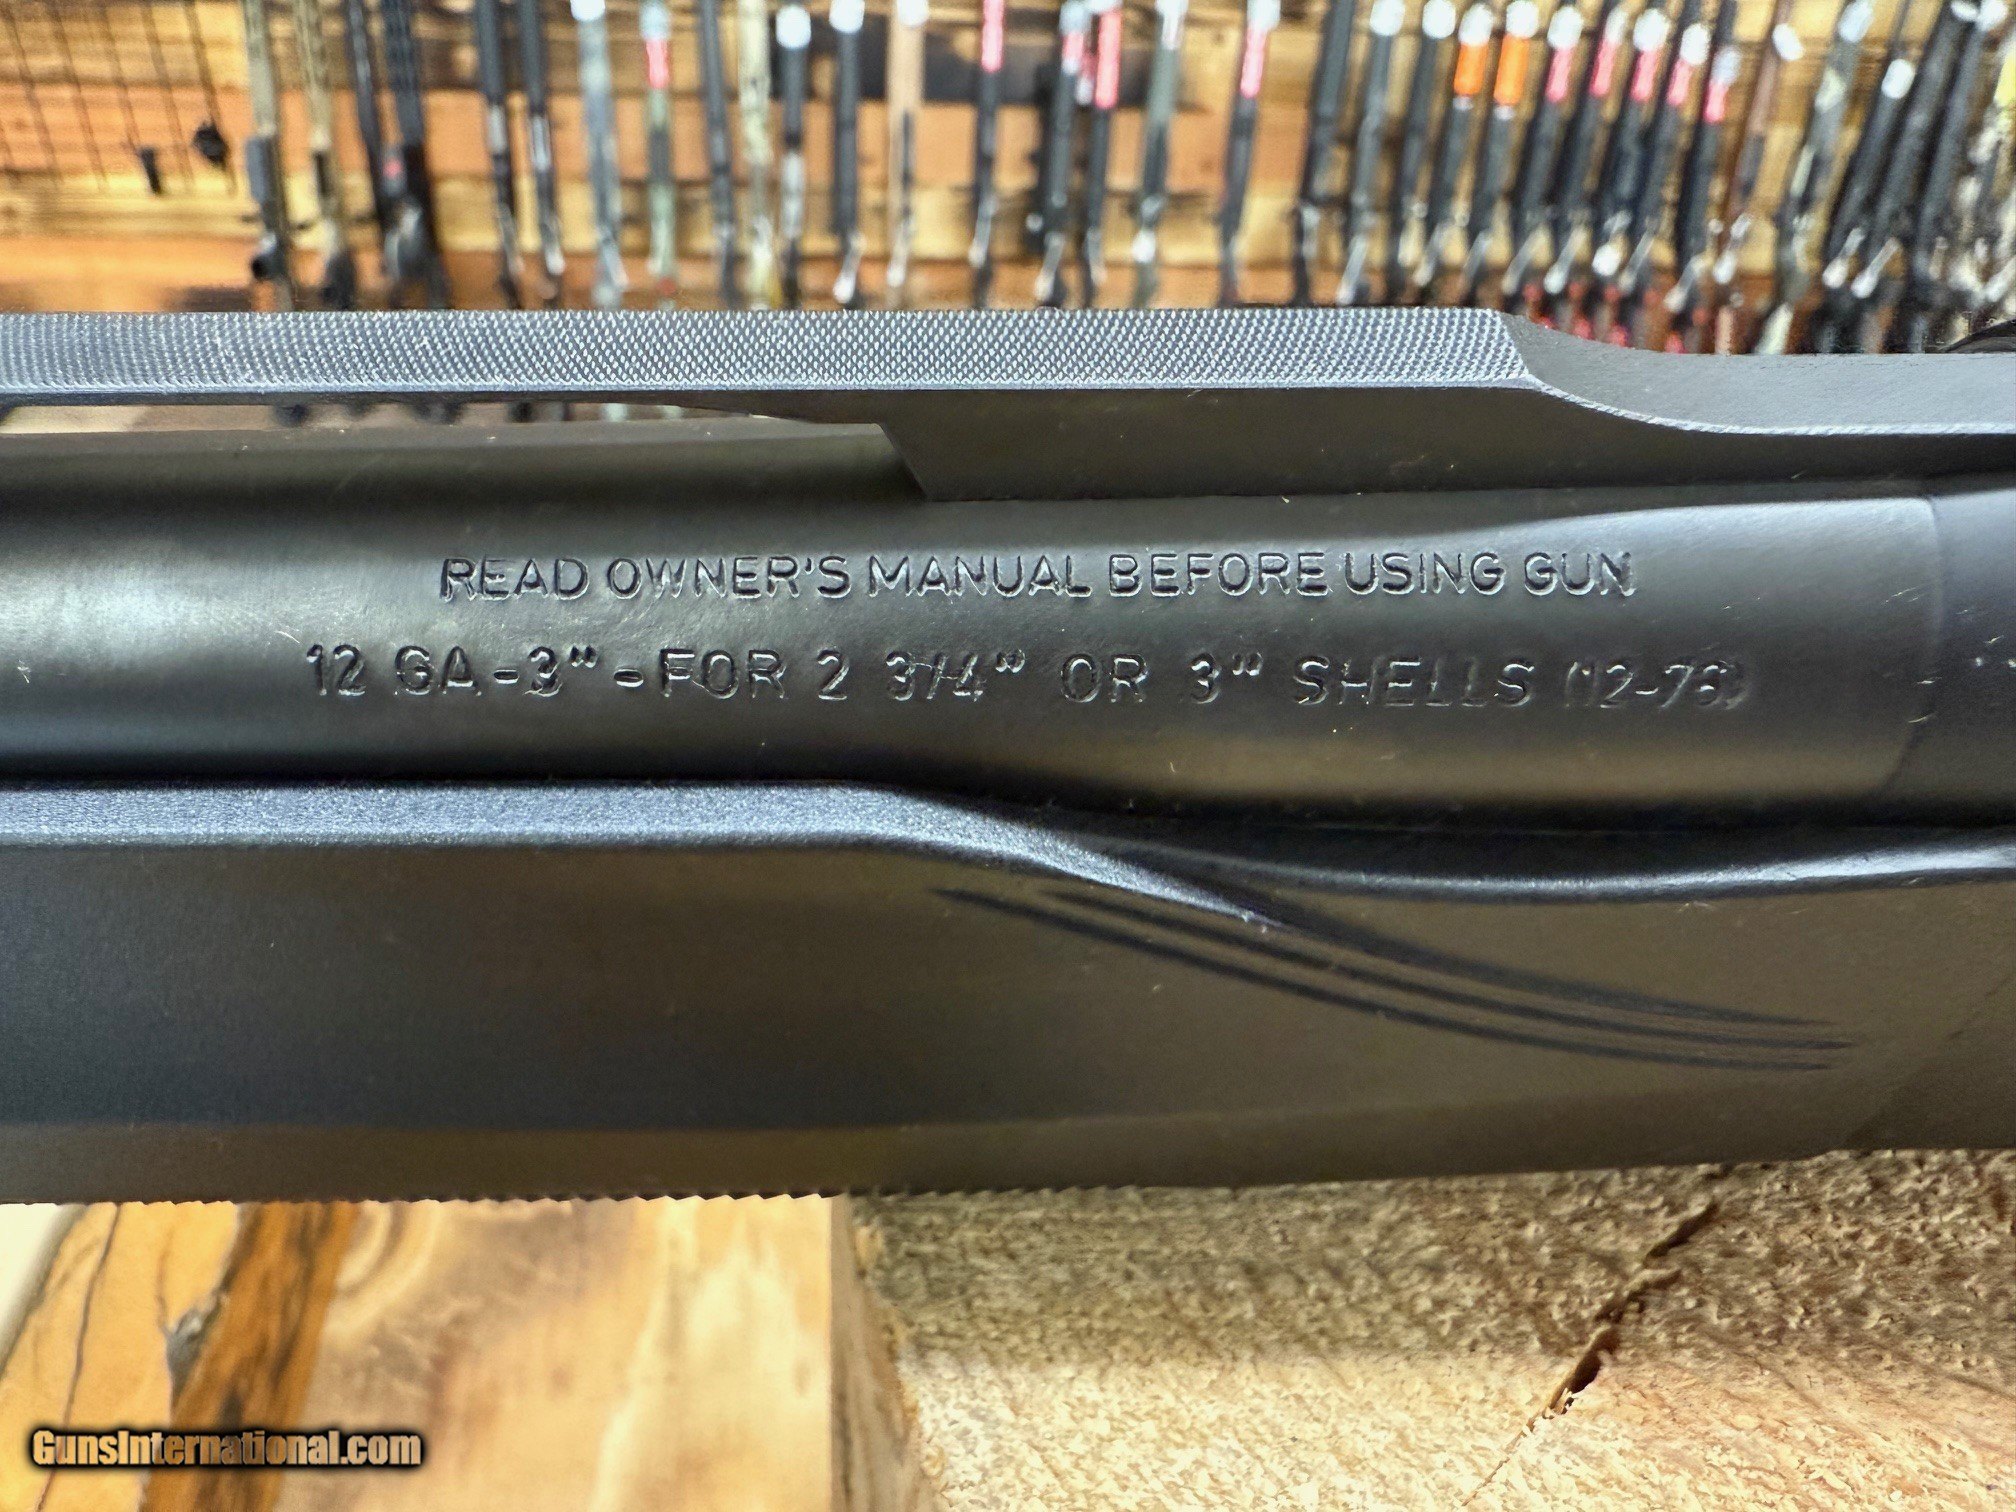 READ OWNER'S MANUAL BEFORE USING GUN
12 GA-3"-FOR 2 3/4" OR 3" SHELLS (12-76)
GunsInternational.com